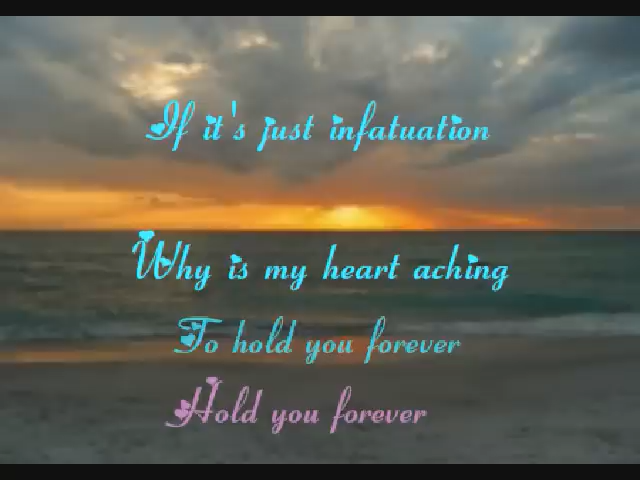 If it's just infatuation
Why is my heart aching
To hold you forever
Hold you forever